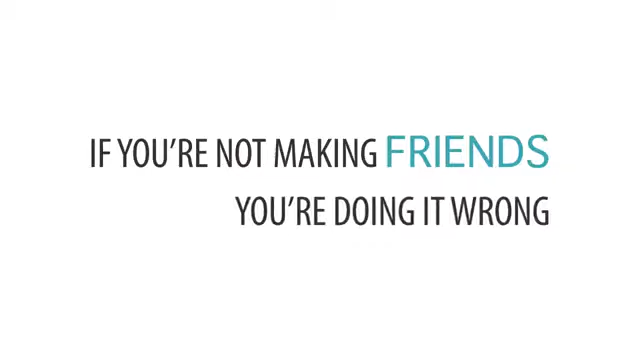 IF YOU'RE NOT MAKING FRIENDS
YOU'RE DOING IT WRONG